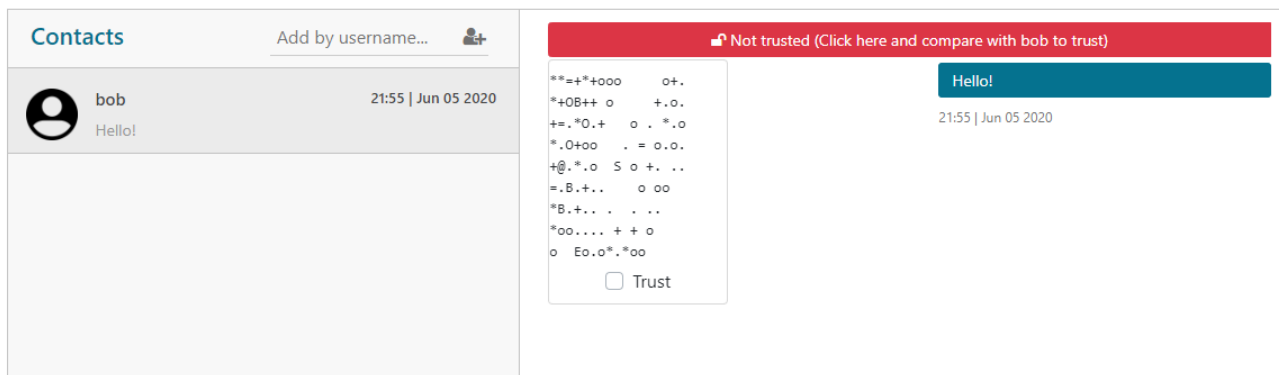 Contacts
Add by username...
bob
21:55 | Jun 05 2020
Hello!
Not trusted (Click here and compare with bob to trust)
**=+*+ooo     o+.
*+OB++ o     +.o.
+=.*O.+   o . *.o
*.O+oo   . = o.o.
+@.*.o  S o +. ..
=.B.+..    o oo
*B.+.. .  . ..
*oo.... + + o
o  Eo.o*.*oo
Trust
Hello!
21:55 | Jun 05 2020